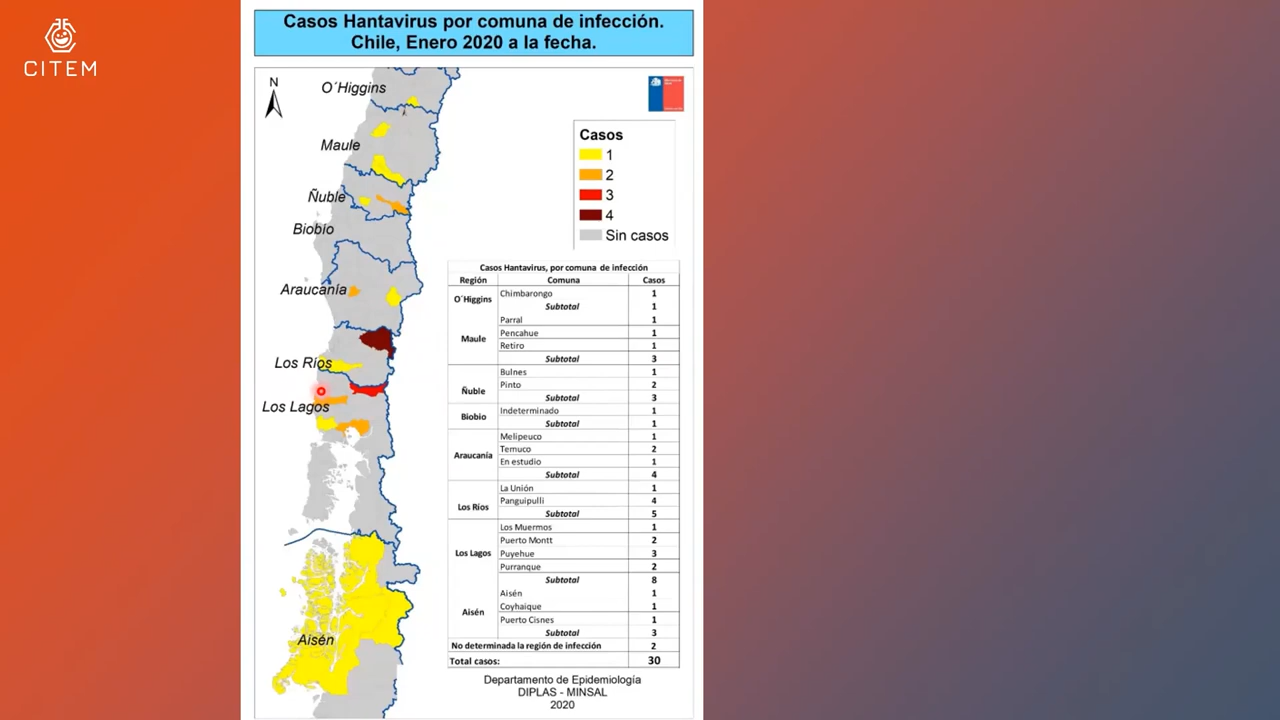 CITEM
Casos Hantavirus por comuna de infección.
Chile, Enero 2020 a la fecha.
N
O´Higgins
Maule
Ñuble
Biobío
Araucanía
Los Ríos
Los Lagos
Aisén
Casos
1
2
3
4
Sin casos
Casos Hantavirus, por comuna de infección
Región Comuna Casos
O´Higgins
Chimbarongo 1
Subtotal 1
Maule
Parral 1
Pencahue 1
Retiro 1
Subtotal 3
Ñuble
Bulnes 1
Pinto 2
Subtotal 3
Biobio
Indeterminado 1
Subtotal 1
Araucanía
Melipeuco 1
Temuco 2
En estudio 1
Subtotal 4
Los Ríos
La Unión 1
Panguipulli 4
Subtotal 5
Los Lagos
Los Muermos 1
Puerto Montt 2
Puyehue 3
Purranque 2
Subtotal 8
Aisén
Aisén 1
Coyhaique 1
Puerto Cisnes 1
Subtotal 3
No determinada la región de infección 2
Total casos: 30
Departamento de Epidemiología
DIPLAS - MINSAL
2020